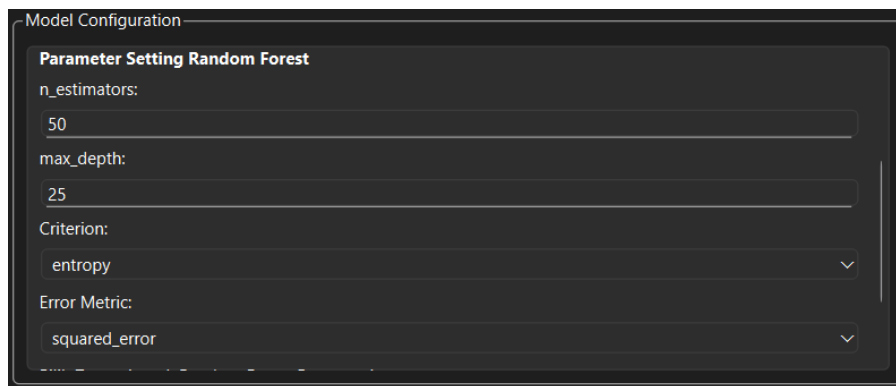 Model Configuration
Parameter Setting Random Forest
n_estimators:
50
max_depth:
25
Criterion:
entropy
Error Metric:
squared_error